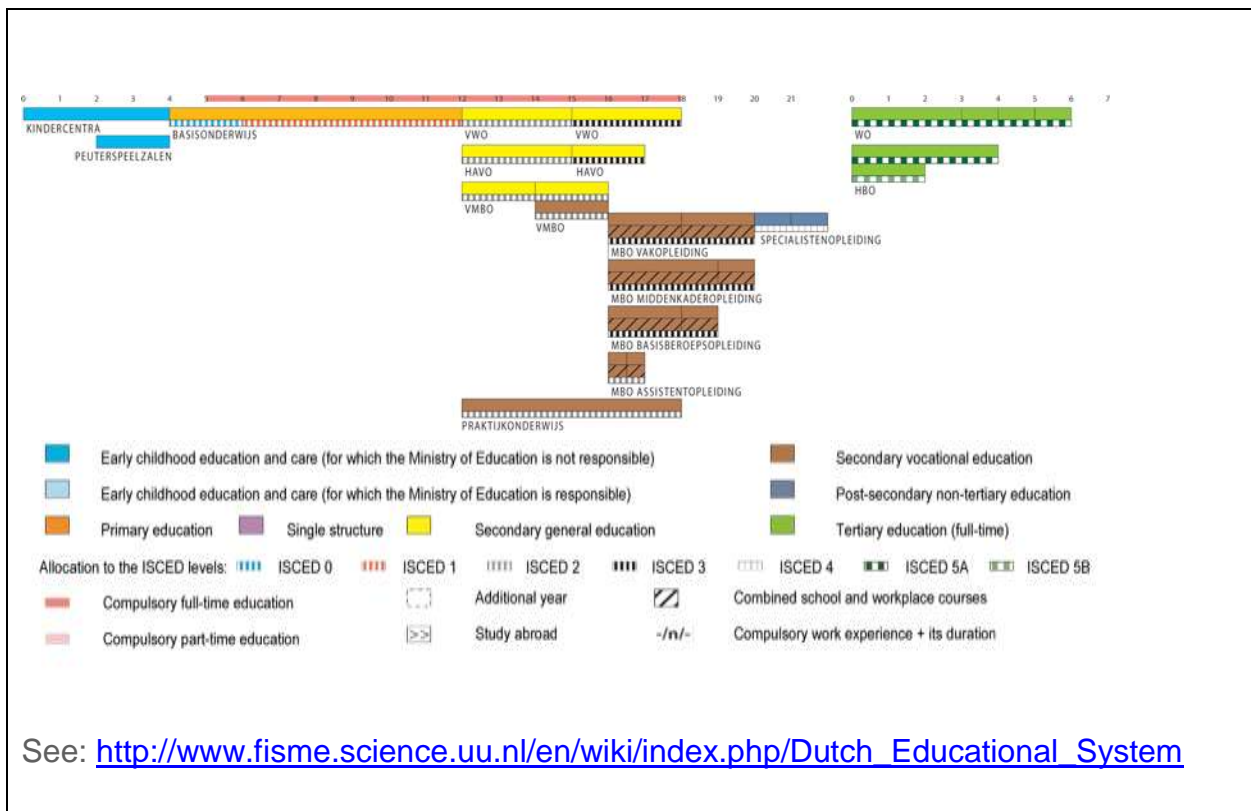 0 1 2 3 4 5 6 7 8 9 10 11 12 13 14 15 16 17 18 19 20 21 0 1 2 3 4 5 6 7
KINDERCENTRA BASISONDERWIJS VWO VWO WO
PEUTERSPEELZALEN
HAVO HAVO HBO
VMBO
VMBO
MBO VAKOPLEIDING SPECIALISTENOPLEIDING
MBO MIDDENKADEROPLEIDING
MBO BASISBEROEPSOPLEIDING
MBO ASSISTENTOPLEIDING
PRAKTIJKONDERWIJS
Early childhood education and care (for which the Ministry of Education is not responsible) Secondary vocational education
Early childhood education and care (for which the Ministry of Education is responsible) Post-secondary non-tertiary education
Primary education Single structure Secondary general education Tertiary education (full-time)
Allocation to the ISCED levels: ISCED 0 ISCED 1 ISCED 2 ISCED 3 ISCED 4 ISCED 5A ISCED 5B
Compulsory full-time education Additional year Combined school and workplace courses
Compulsory part-time education >> Study abroad -/n/- Compulsory work experience + its duration
See: http://www.fisme.science.uu.nl/en/wiki/index.php/Dutch_Educational_System